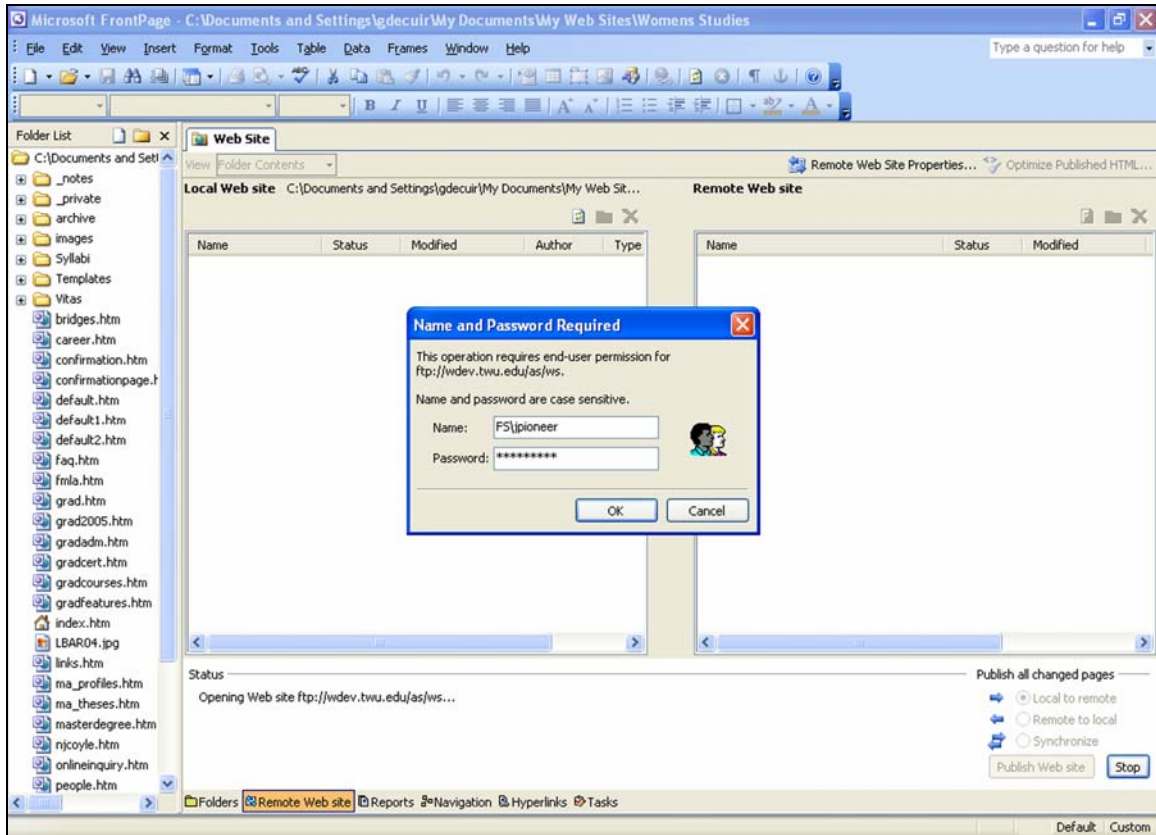 Microsoft FrontPage - C:\Documents and Settings\gdecuir\My Documents\My Web Sites\Womens Studies
File Edit View Insert Format Tools Table Data Frames Window Help
Type a question for help
B I U
Folder List
Web Site
C:\Documents and Sett
_notes
_private
archive
images
Syllabi
Templates
Vitas
bridges.htm
career.htm
confirmation.htm
confirmationpage.h
default.htm
default1.htm
default2.htm
faq.htm
fmla.htm
grad.htm
grad2005.htm
gradadm.htm
gradcert.htm
gradcourses.htm
gradfeatures.htm
index.htm
LBAR04.jpg
links.htm
ma_profiles.htm
ma_theses.htm
masterdegree.htm
njcoyle.htm
onlineinquiry.htm
people.htm
View Folder Contents
Remote Web Site Properties... Optimize Published HTML...
Local Web site C:\Documents and Settings\gdecuir\My Documents\My Web Sit...
Remote Web site
Name Status Modified Author Type
Name Status Modified
Name and Password Required
This operation requires end-user permission for
ftp://wdev.twu.edu/as/ws.
Name and password are case sensitive.
Name: FS\jpioneer
Password: *********
OK Cancel
Status
Opening Web site ftp://wdev.twu.edu/as/ws...
Publish all changed pages
Local to remote
Remote to local
Synchronize
Publish Web site Stop
Folders Remote Web site Reports Navigation Hyperlinks Tasks
Default Custom